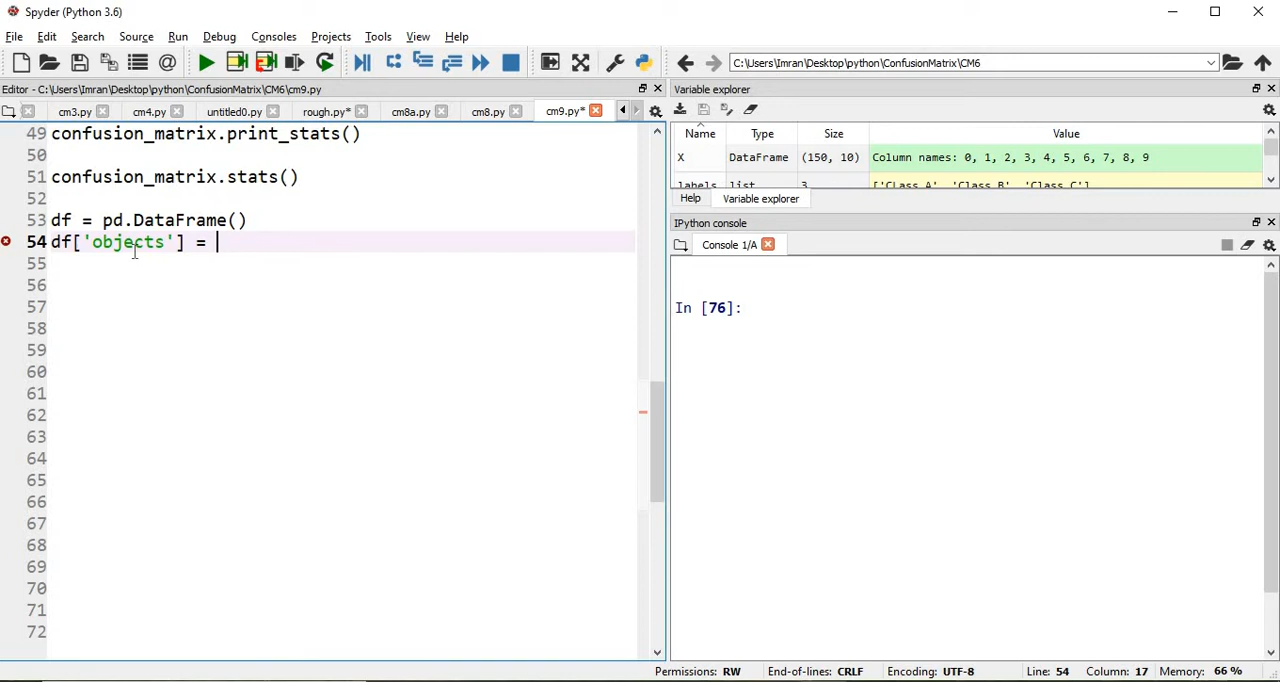 Spyder (Python 3.6)
File Edit Search Source Run Debug Consoles Projects Tools View Help
C:\Users\Imran\Desktop\python\ConfusionMatrix\CM6
Editor - C:\Users\Imran\Desktop\python\ConfusionMatrix\CM6\cm9.py
Variable explorer
cm3.py cm4.py untitled0.py rough.py* cm8a.py cm8.py cm9.py*
Name Type Size Value
X DataFrame (150, 10) Column names: 0, 1, 2, 3, 4, 5, 6, 7, 8, 9
labels list 3 ['Class A', 'Class B', 'Class C']
Help Variable explorer
IPython console
Console 1/A
In [76]:
49 confusion_matrix.print_stats()
50
51 confusion_matrix.stats()
52
53 df = pd.DataFrame()
54 df['objects'] =
55
56
57
58
59
60
61
62
63
64
65
66
67
68
69
70
71
72
Permissions: RW End-of-lines: CRLF Encoding: UTF-8 Line: 54 Column: 17 Memory: 66 %